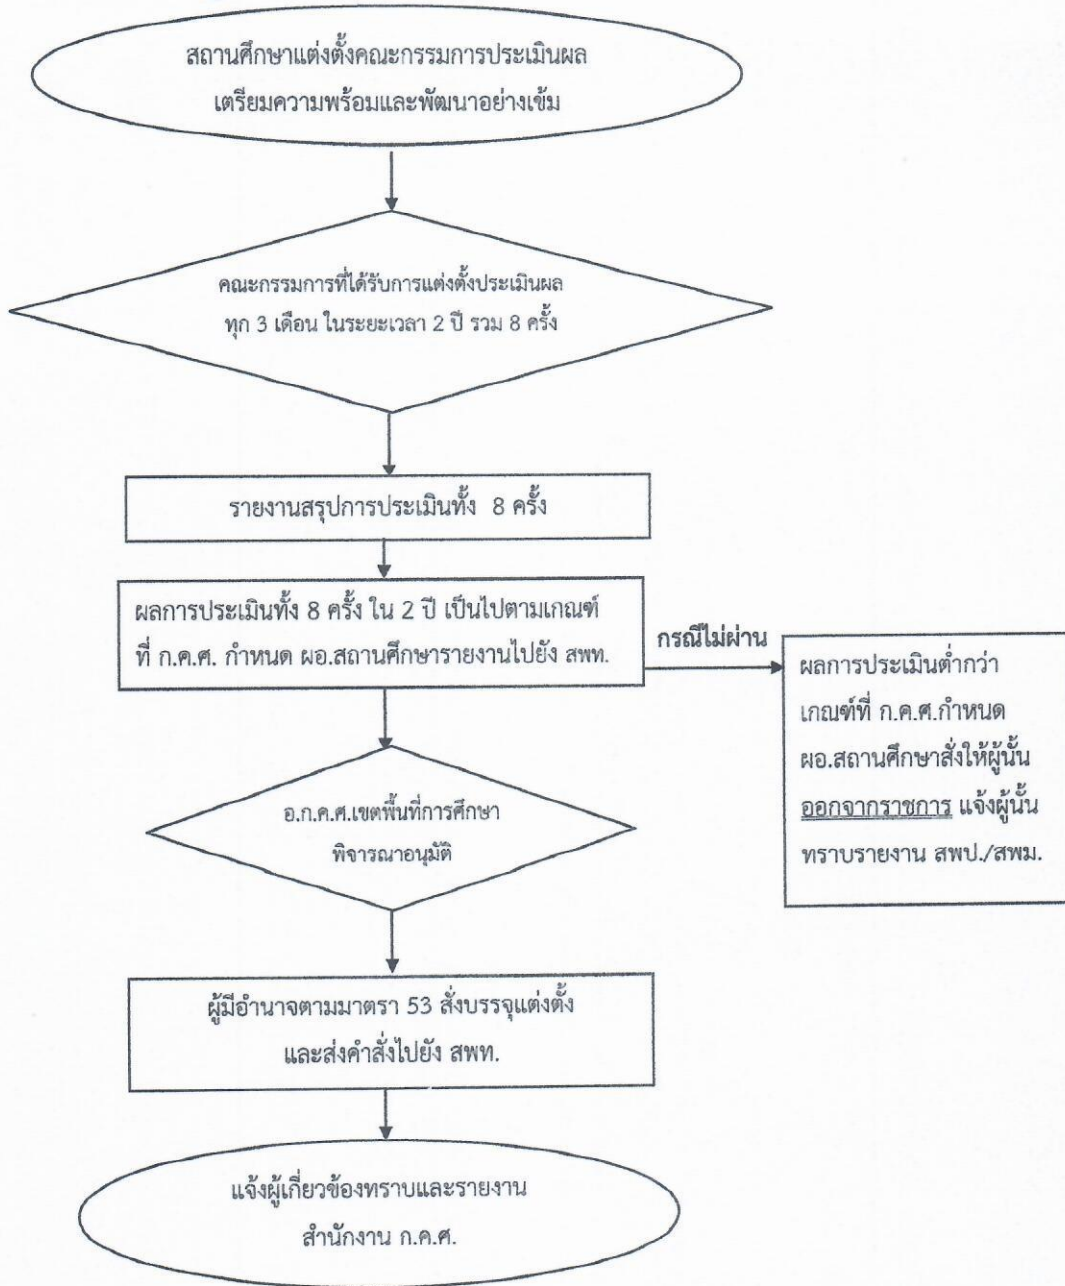 สถานศึกษาแต่งตั้งคณะกรรมการประเมินผล
เตรียมความพร้อมและพัฒนาอย่างเข้ม
คณะกรรมการที่ได้รับการแต่งตั้งประเมินผล
ทุก 3 เดือน ในระยะเวลา 2 ปี รวม 8 ครั้ง
รายงานสรุปการประเมินทั้ง 8 ครั้ง
ผลการประเมินทั้ง 8 ครั้ง ใน 2 ปี เป็นไปตามเกณฑ์
ที่ ก.ค.ศ. กำหนด ผอ.สถานศึกษารายงานไปยัง สพท.
กรณีไม่ผ่าน
ผลการประเมินต่ำกว่า
เกณฑ์ที่ ก.ค.ศ.กำหนด
ผอ.สถานศึกษาสั่งให้ผู้นั้น
ออกจากราชการ แจ้งผู้นั้น
ทราบรายงาน สพป./สพม.
อ.ก.ค.ศ.เขตพื้นที่การศึกษา
พิจารณาอนุมัติ
ผู้มีอำนาจตามมาตรา 53 สั่งบรรจุแต่งตั้ง
และส่งคำสั่งไปยัง สพท.
แจ้งผู้เกี่ยวข้องทราบและรายงาน
สำนักงาน ก.ค.ศ.